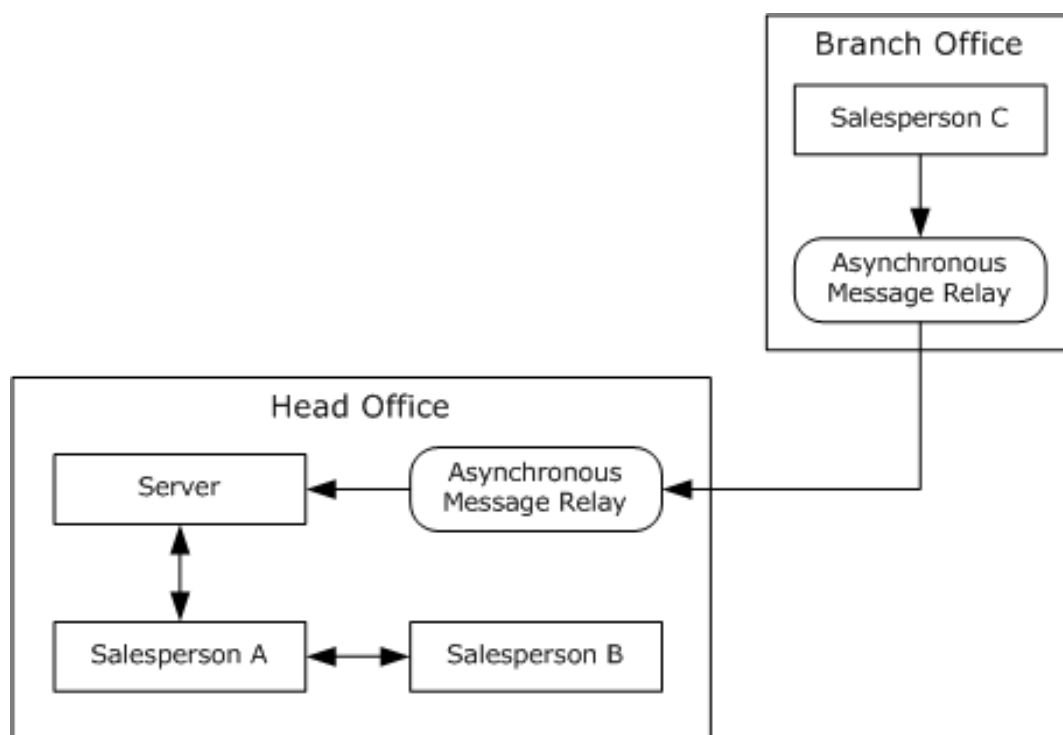 Branch Office
Salesperson C
Asynchronous
Message Relay
Head Office
Server
Asynchronous
Message Relay
Salesperson A
Salesperson B